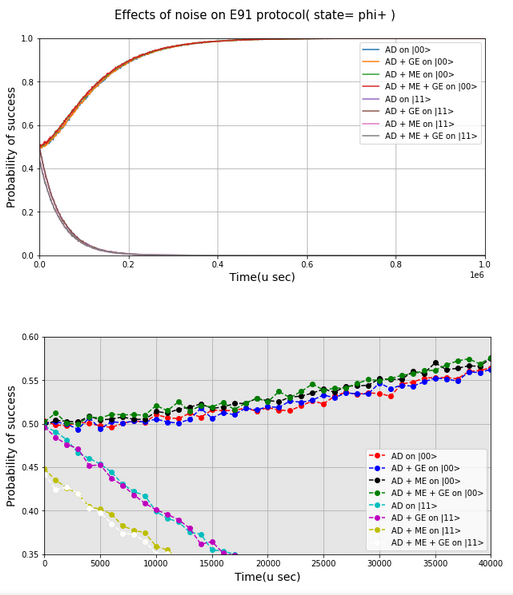 Effects of noise on E91 protocol( state= phi+ )
Probability of success
1.0
0.8
0.6
0.4
0.2
0.0
AD on |00>
AD + GE on |00>
AD + ME on |00>
AD + ME + GE on |00>
AD on |11>
AD + GE on |11>
AD + ME on |11>
AD + ME + GE on |11>
0.0 0.2 0.4 0.6 0.8 1.0
1e6
Time(u sec)
Probability of success
0.60
0.55
0.50
0.45
0.40
0.35
AD on |00>
AD + GE on |00>
AD + ME on |00>
AD + ME + GE on |00>
AD on |11>
AD + GE on |11>
AD + ME on |11>
AD + ME + GE on |11>
0 5000 10000 15000 20000 25000 30000 35000 40000
Time(u sec)